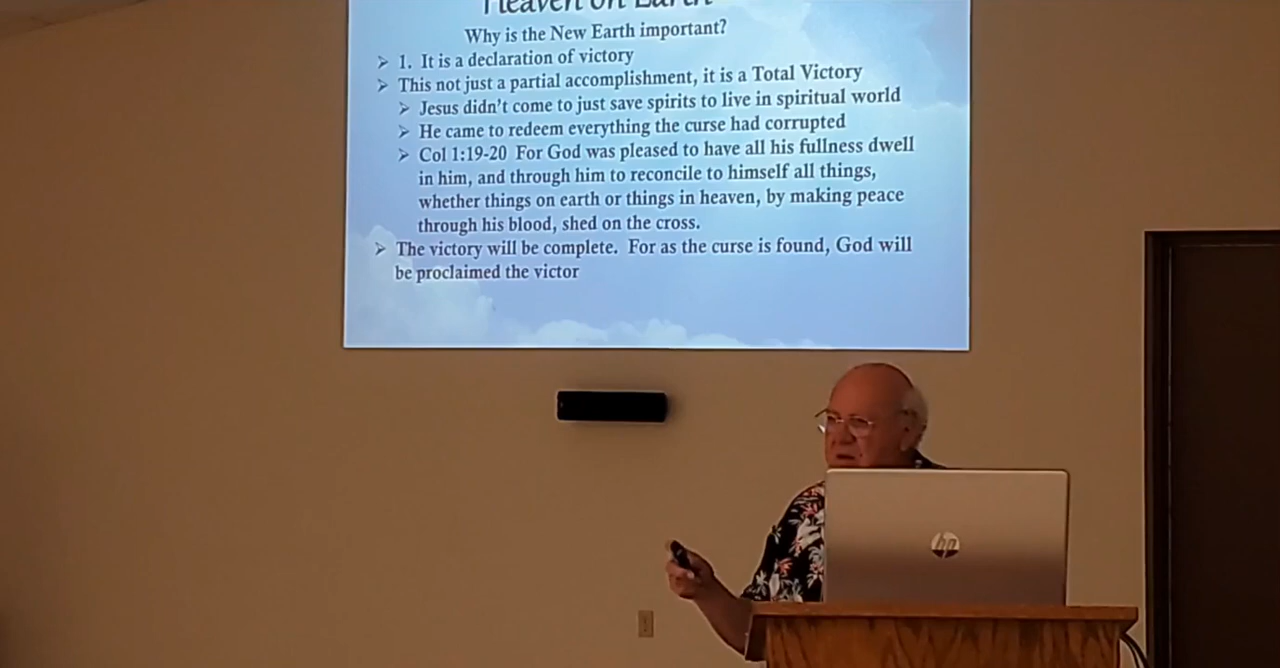 Heaven on Earth
Why is the New Earth important?
➢ 1. It is a declaration of victory
➢ This not just a partial accomplishment, it is a Total Victory
➢ Jesus didn't come to just save spirits to live in spiritual world
➢ He came to redeem everything the curse had corrupted
➢ Col 1:19-20 For God was pleased to have all his fullness dwell
in him, and through him to reconcile to himself all things,
whether things on earth or things in heaven, by making peace
through his blood, shed on the cross.
➢ The victory will be complete. For as the curse is found, God will
be proclaimed the victor
hp